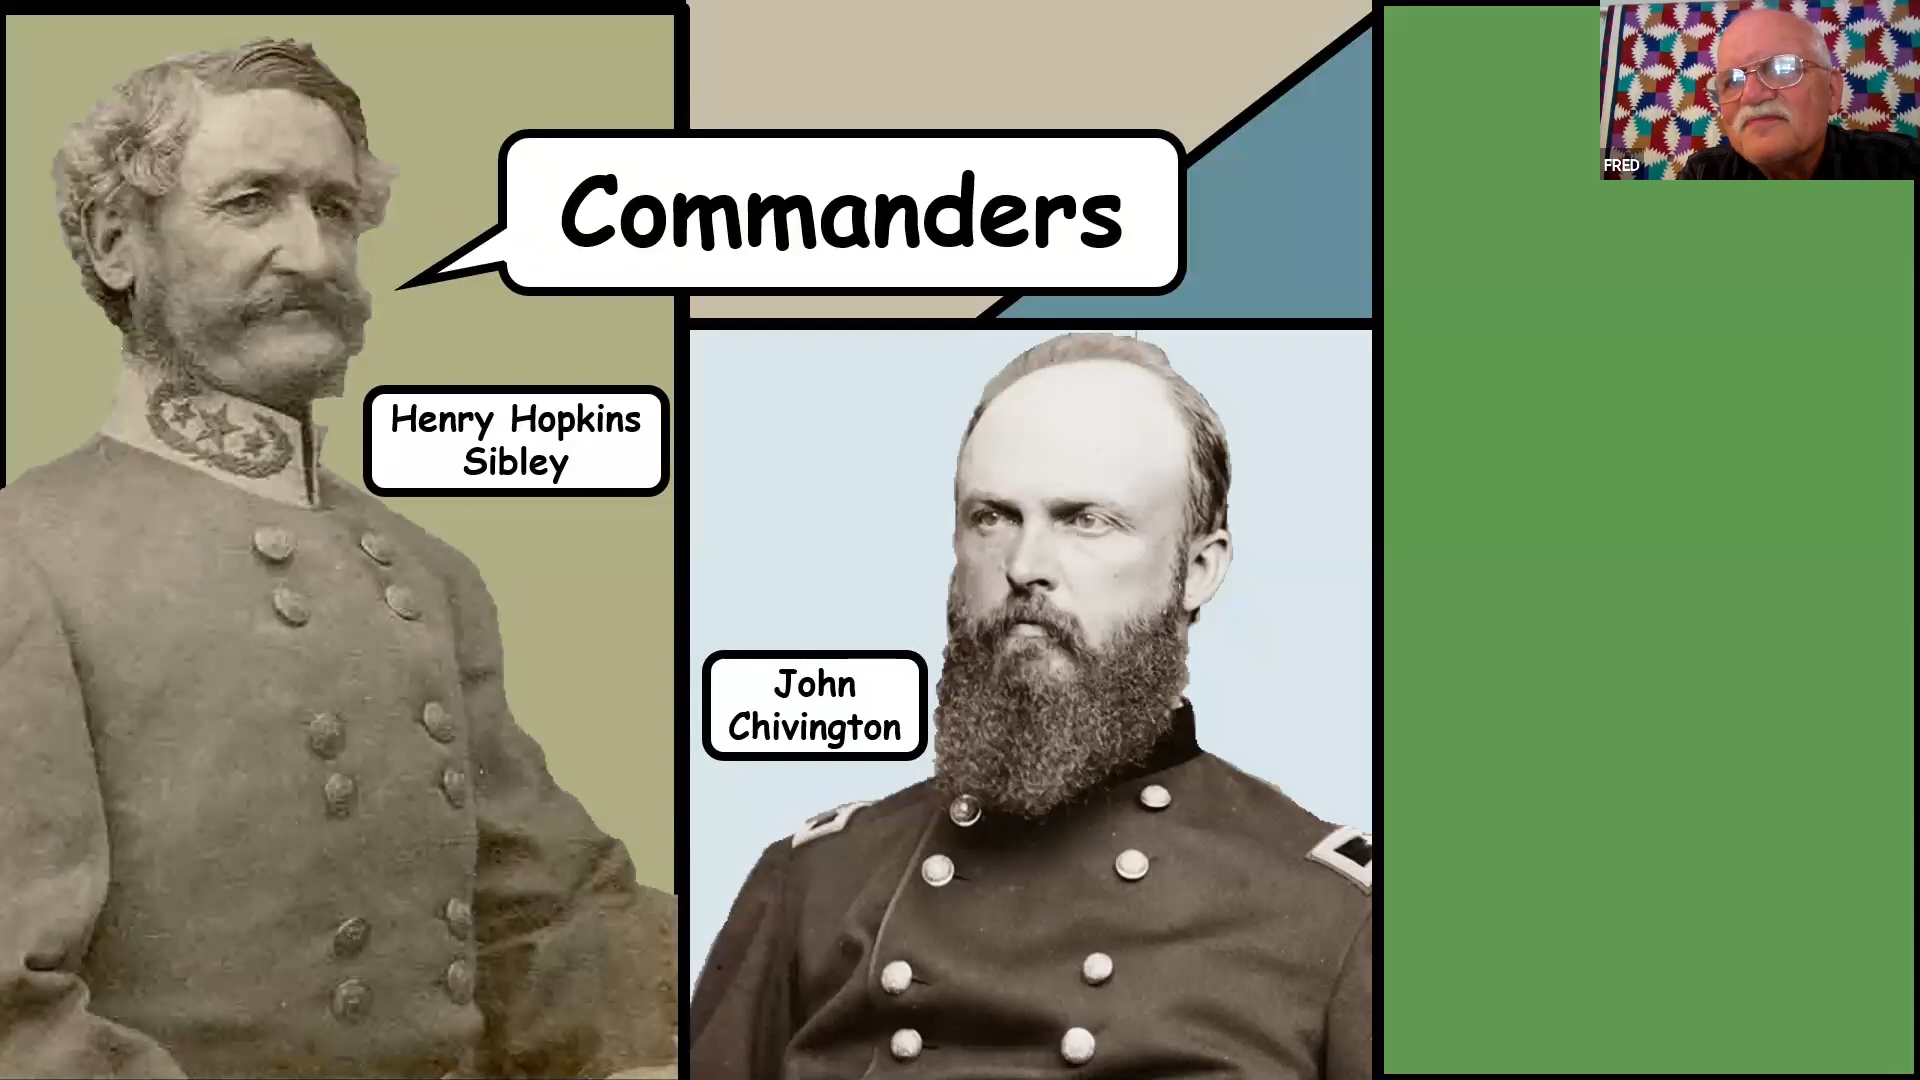 Commanders
Henry Hopkins
Sibley
John
Chivington
FRED